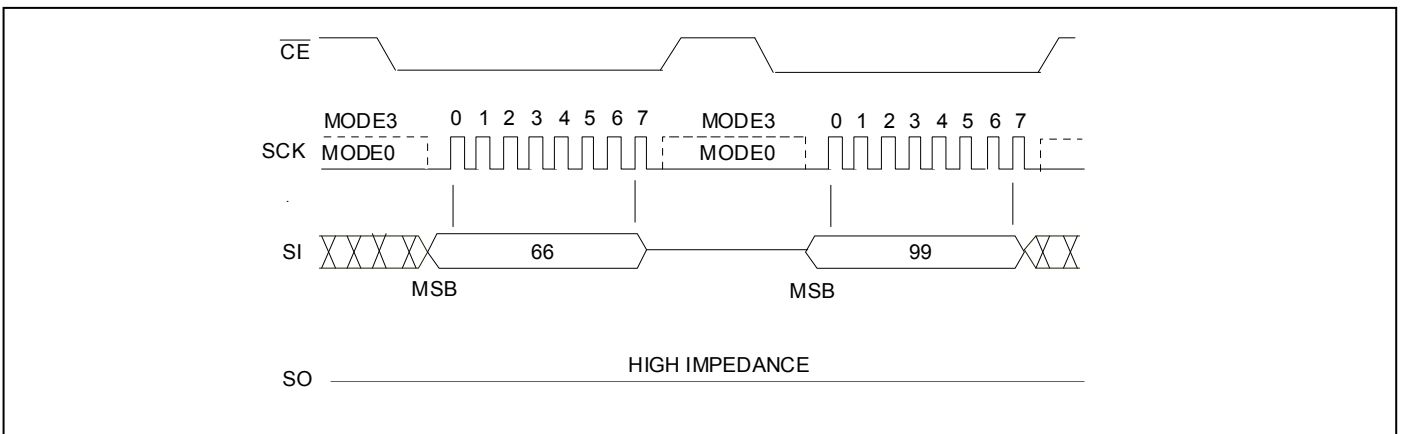 CE
MODE3 0 1 2 3 4 5 6 7 MODE3 0 1 2 3 4 5 6 7
SCK MODE0 MODE0
SI 66 99
MSB MSB
HIGH IMPEDANCE
SO